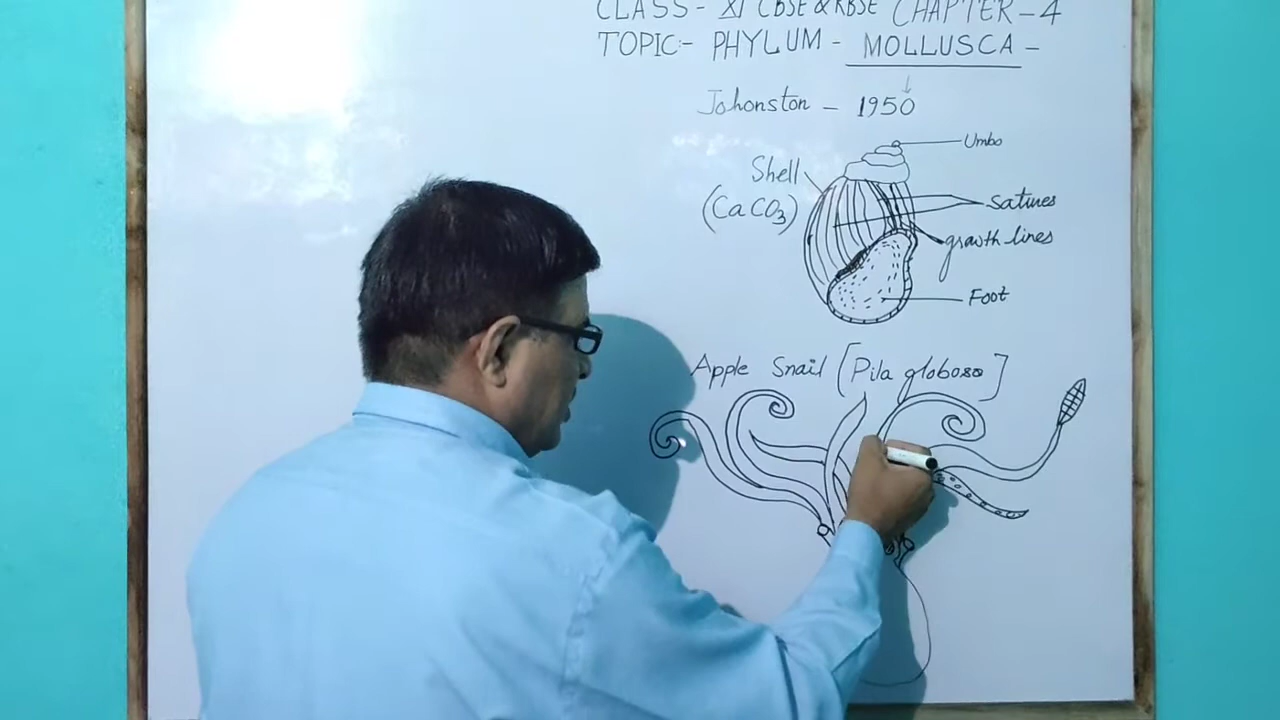 CLASS - XI CBSE & RBSE CHAPTER - 4
TOPIC:- PHYLUM - MOLLUSCA -
Johonston - 1950
Umbo
Shell
(CaCO3)
Satures
growth lines
Foot
Apple Snail [Pila globosa]